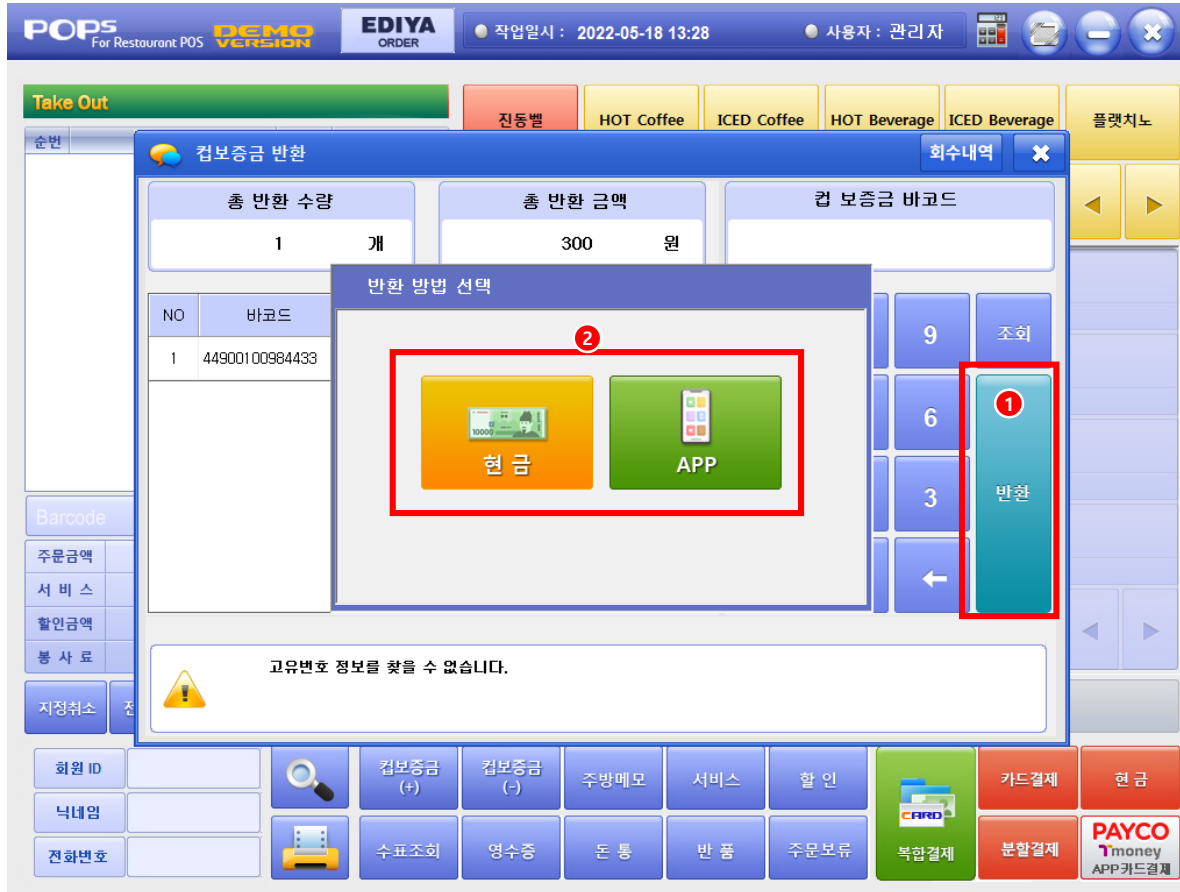 POPS For Restaurant POS DEMO VERSION
EDIYA
ORDER
작업일시 : 2022-05-18 13:28
사용자 : 관리자
Take Out
진동벨
HOT Coffee
ICED Coffee
HOT Beverage
ICED Beverage
플랫치노
순번
컵보증금 반환
회수내역
총 반환 수량
총 반환 금액
컵 보증금 바코드
1 개
300 원
반환 방법 선택
NO 바코드
1 44900100984433
2
현 금
APP
9
조회
6
1
3
반환
Barcode
주문금액
서 비 스
할인금액
봉 사 료
고유번호 정보를 찾을 수 없습니다.
지정취소
회원 ID
닉네임
전화번호
컵보증금
(+)
컵보증금
(-)
주방메모
서비스
할 인
CARD
복합결제
카드결제
현 금
수표조회
영수증
돈 통
반 품
주문보류
분할결제
PAYCO
Tmoney
APP카드결제